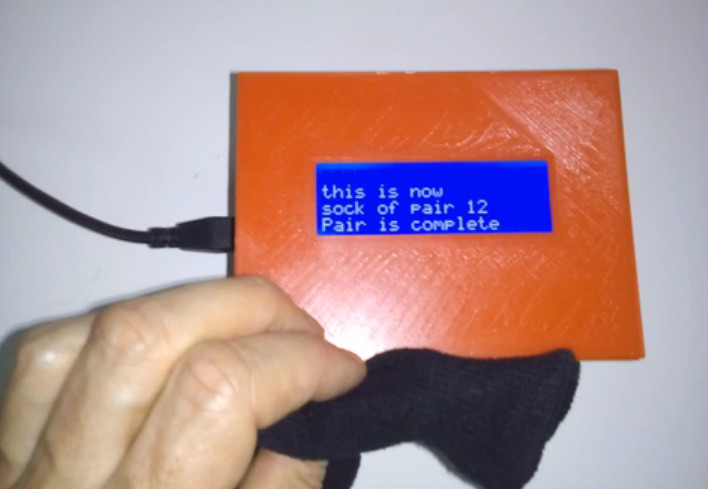 this is now
sock of pair 12
Pair is complete